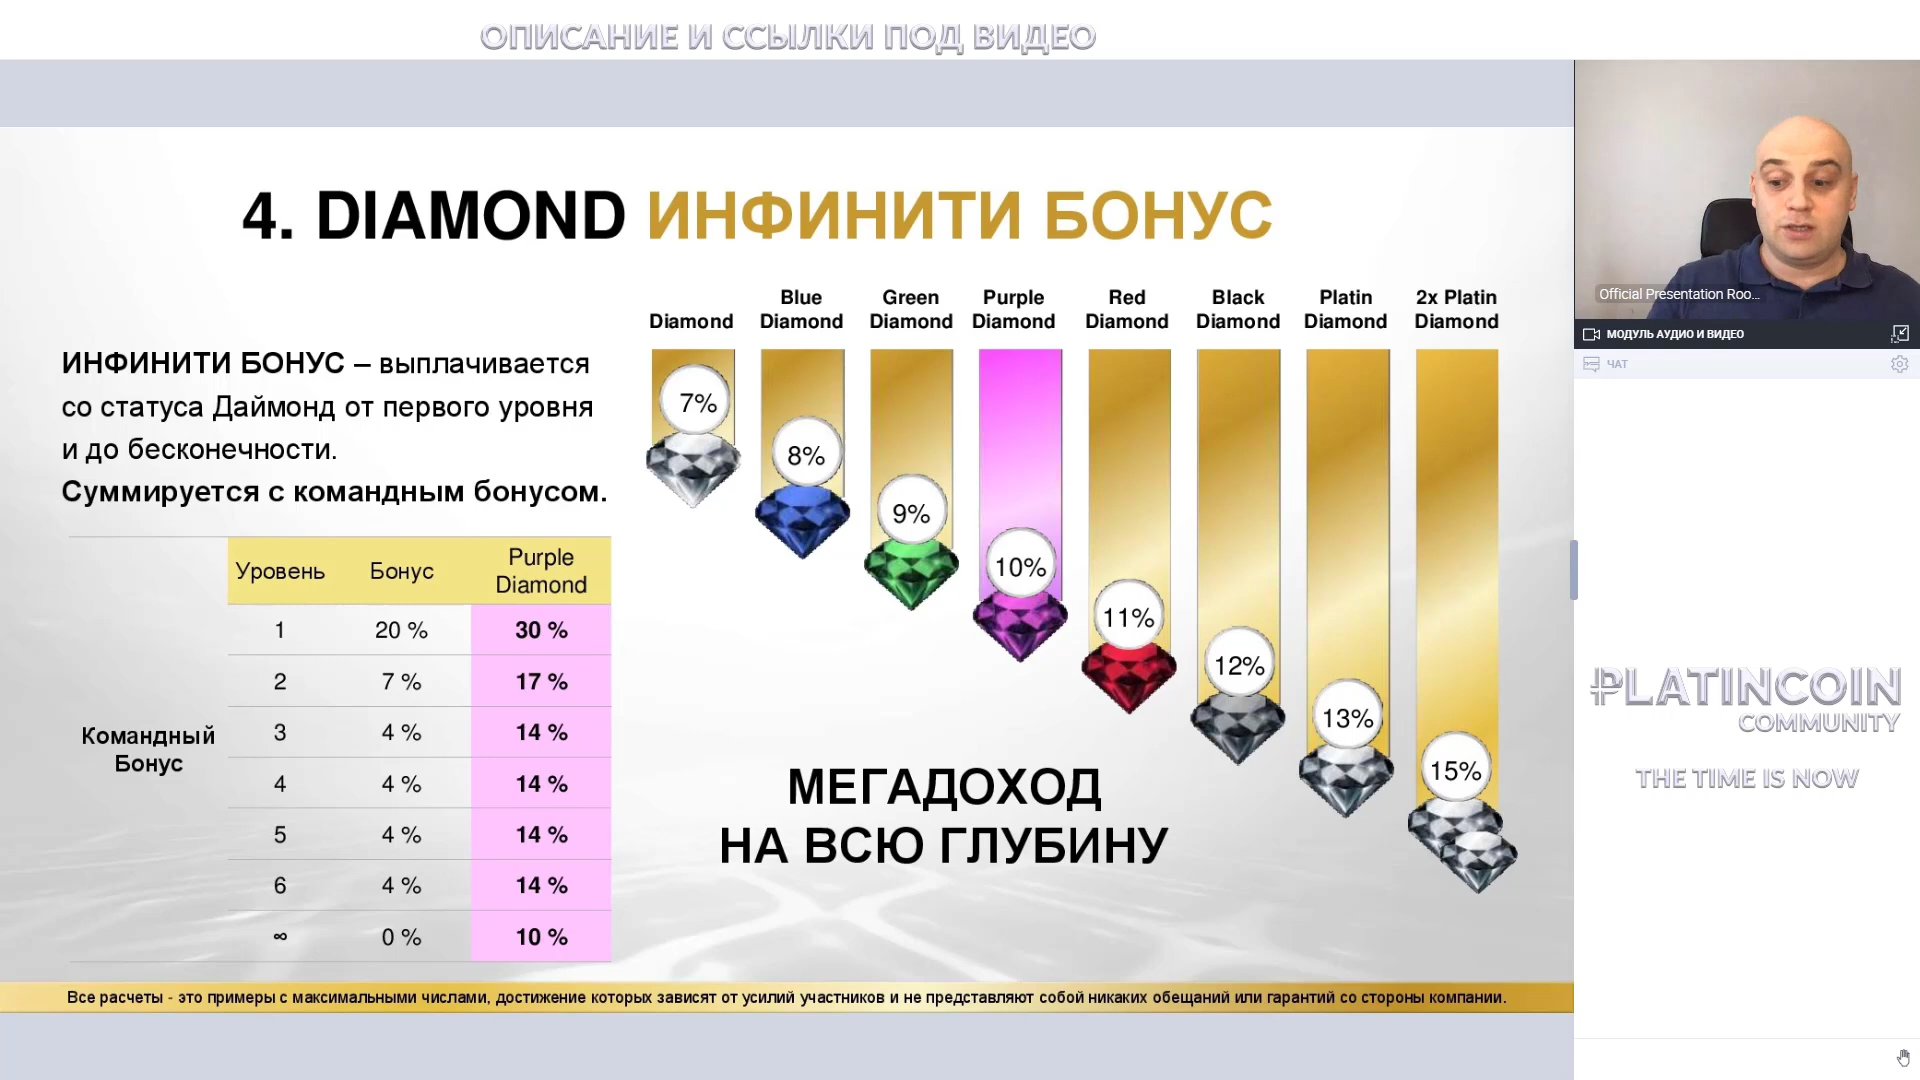 ОПИСАНИЕ И ССЫЛКИ ПОД ВИДЕО
4. DIAMOND ИНФИНИТИ БОНУС
ИНФИНИТИ БОНУС – выплачивается
со статуса Даймонд от первого уровня
и до бесконечности.
Суммируется с командным бонусом.
Diamond
Blue
Diamond
Green
Diamond
Purple
Diamond
Red
Diamond
Black
Diamond
Platin
Diamond
2x Platin
Diamond
7%
8%
9%
10%
11%
12%
13%
15%
Уровень Бонус Purple
Diamond
Командный
Бонус
1 20 % 30 %
2 7 % 17 %
3 4 % 14 %
4 4 % 14 %
5 4 % 14 %
6 4 % 14 %
∞ 0 % 10 %
МЕГАДОХОД
НА ВСЮ ГЛУБИНУ
Все расчеты - это примеры с максимальными числами, достижение которых зависят от усилий участников и не представляют собой никаких обещаний или гарантий со стороны компании.
Official Presentation Roo...
МОДУЛЬ АУДИО И ВИДЕО
ЧАТ
PLATINCOIN
COMMUNITY
THE TIME IS NOW